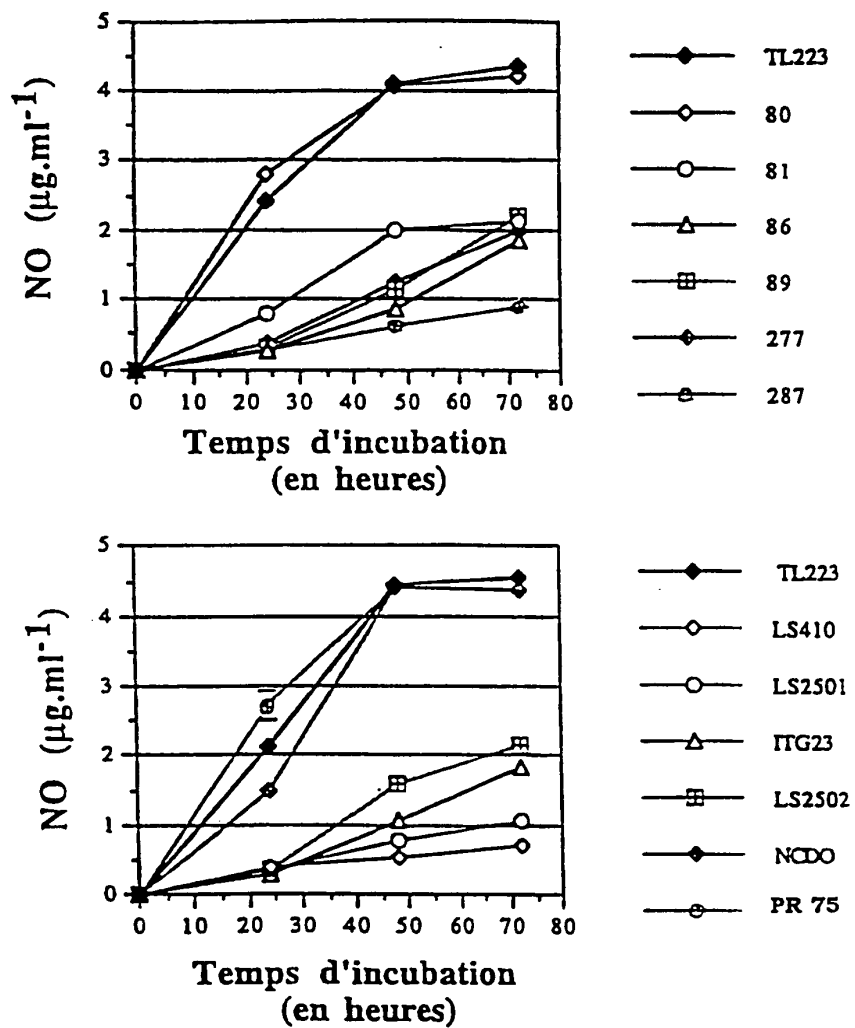 5
4
3
2
1
0
NO (µg.ml-1)
0 10 20 30 40 50 60 70 80
Temps d'incubation
(en heures)
TL223
80
81
86
89
277
287
5
4
3
2
1
0
NO (µg.ml-1)
0 10 20 30 40 50 60 70 80
Temps d'incubation
(en heures)
TL223
LS410
LS2501
ITG23
LS2502
NCDO
PR 75